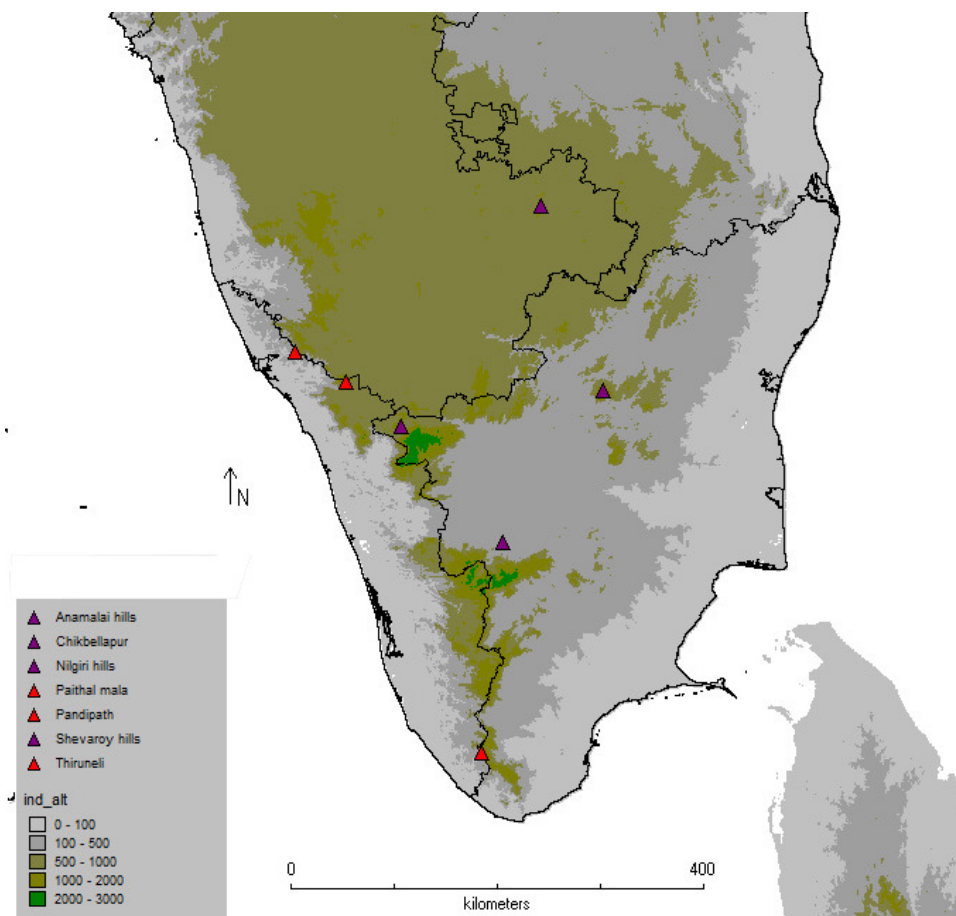 N
Anamalai hills
Chikbellapur
Nilgiri hills
Paithal mala
Pandipath
Shevaroy hills
Thiruneli
ind_alt
0 - 100
100 - 500
500 - 1000
1000 - 2000
2000 - 3000
0 400
kilometers